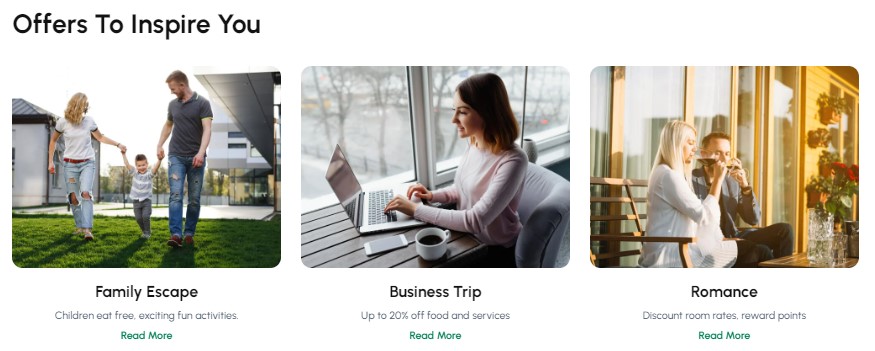 Offers To Inspire You
Family Escape
Children eat free, exciting fun activities.
Read More
Business Trip
Up to 20% off food and services
Read More
Romance
Discount room rates, reward points
Read More